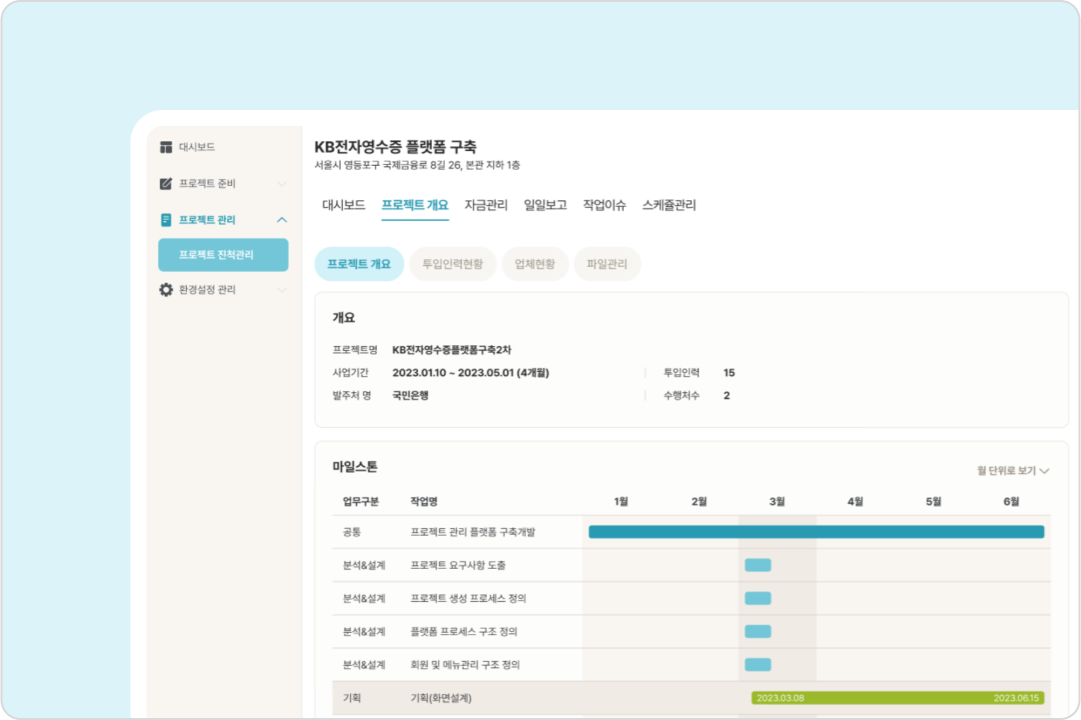 대시보드
프로젝트 준비
프로젝트 관리
프로젝트 진척관리
환경설정 관리
KB전자영수증 플랫폼 구축
서울시 영등포구 국제금융로 8길 26, 본관 지하 1층
대시보드 프로젝트 개요 자금관리 일일보고 작업이슈 스케쥴관리
프로젝트 개요 투입인력현황 업체현황 파일관리
개요
프로젝트명 KB전자영수증플랫폼구축2차
사업기간 2023.01.10 ~ 2023.05.01 (4개월) 투입인력 15
발주처 명 국민은행 수행처수 2
마일스톤
월 단위로 보기
업무구분 작업명 1월 2월 3월 4월 5월 6월
공통 프로젝트 관리 플랫폼 구축개발
분석&설계 프로젝트 요구사항 도출
분석&설계 프로젝트 생성 프로세스 정의
분석&설계 플랫폼 프로세스 구조 정의
분석&설계 회원 및 메뉴관리 구조 정의
기획 기획(화면설계) 2023.03.08 2023.06.15